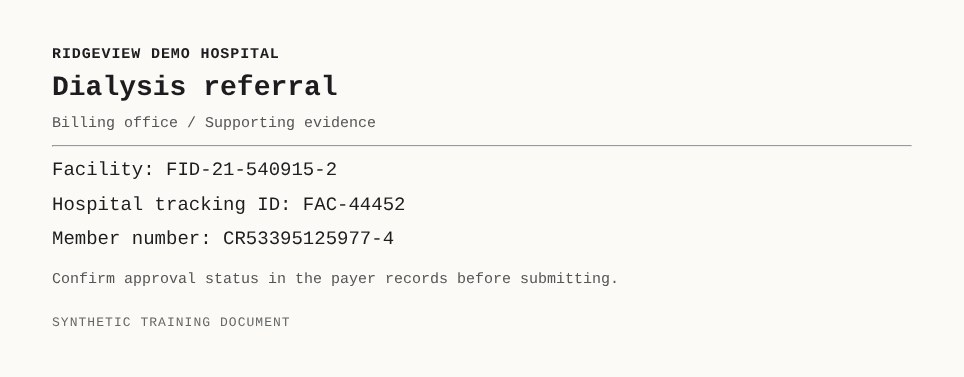 RIDGEVIEW DEMO HOSPITAL
Dialysis referral
Billing office / Supporting evidence
Facility: FID-21-540915-2
Hospital tracking ID: FAC-44452
Member number: CR53395125977-4
Confirm approval status in the payer records before submitting.
SYNTHETIC TRAINING DOCUMENT